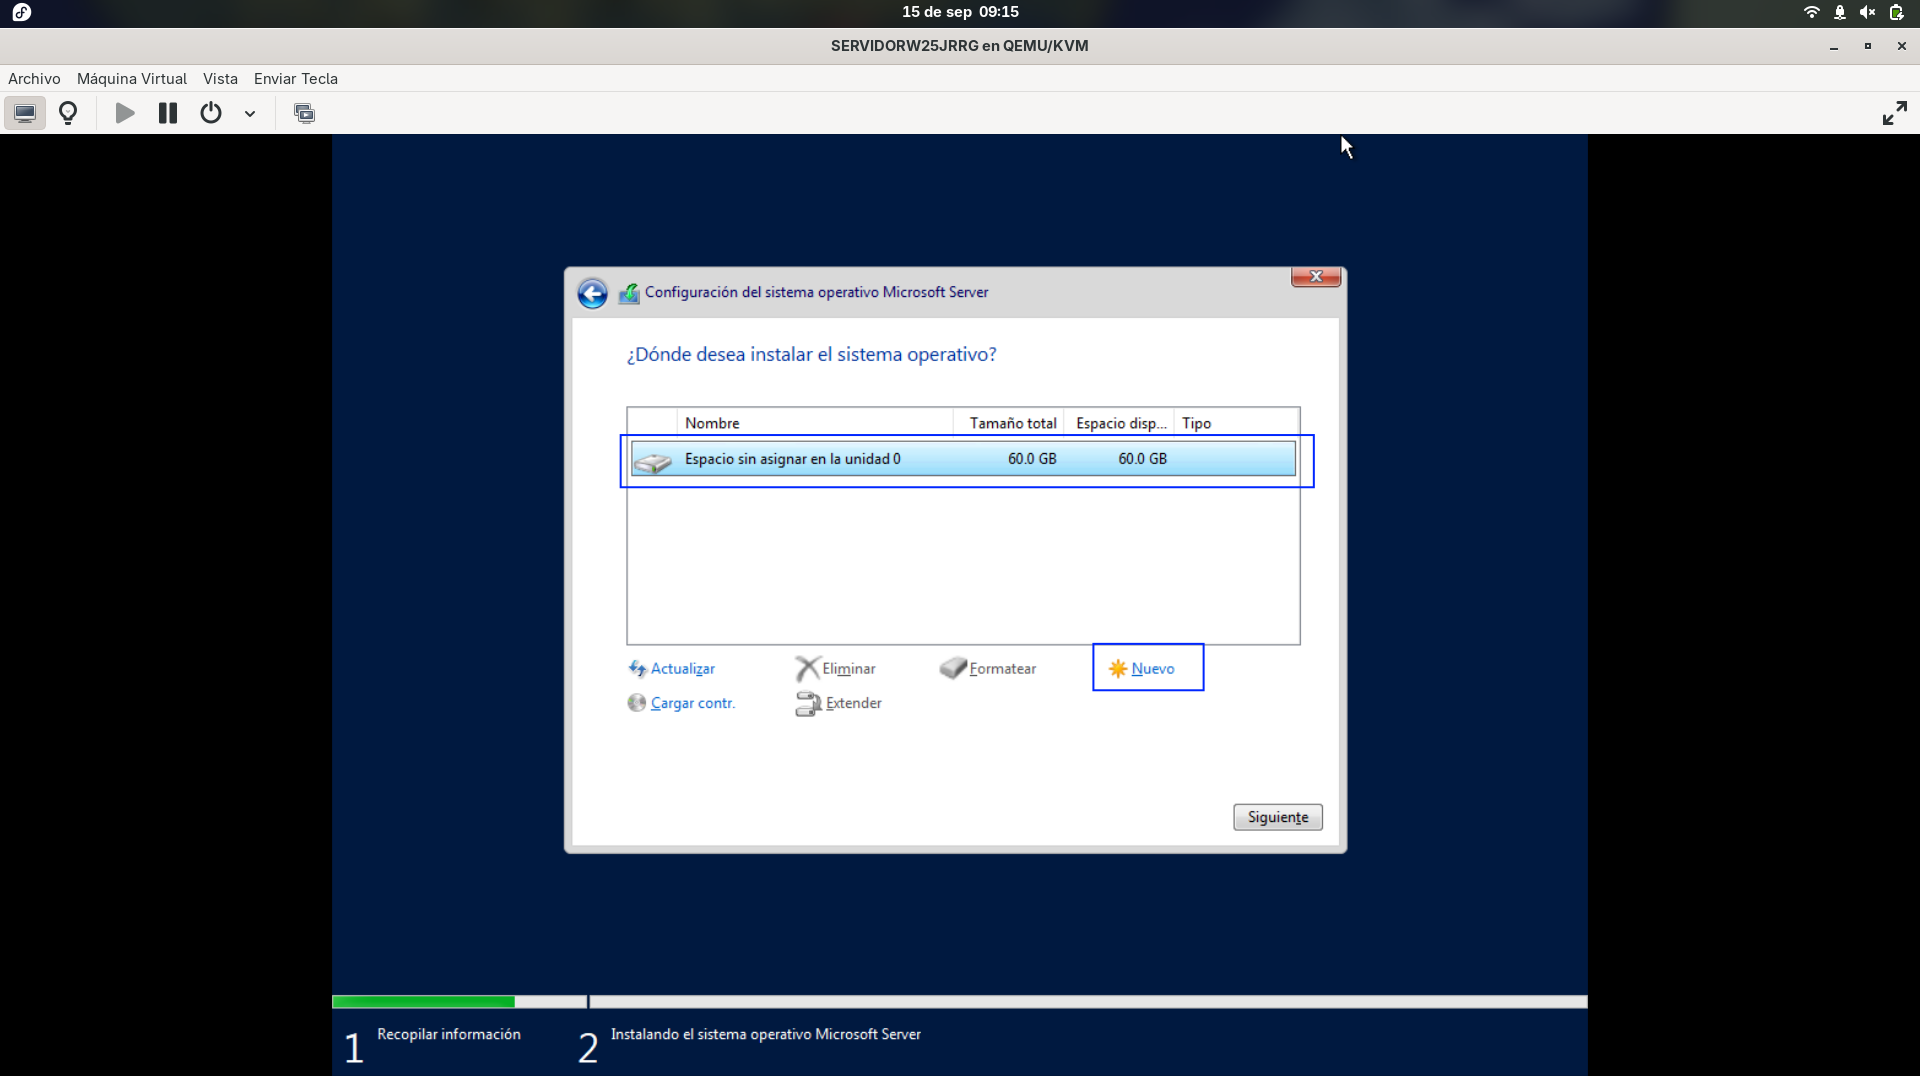 15 de sep 09:15
SERVIDORW25JRRG en QEMU/KVM
Archivo Máquina Virtual Vista Enviar Tecla
Configuración del sistema operativo Microsoft Server
¿Dónde desea instalar el sistema operativo?
Nombre Tamaño total Espacio disp... Tipo
Espacio sin asignar en la unidad 0 60.0 GB 60.0 GB
Actualizar Eliminar Formatear Nuevo
Cargar contr. Extender
Siguiente
1 Recopilar información 2 Instalando el sistema operativo Microsoft Server